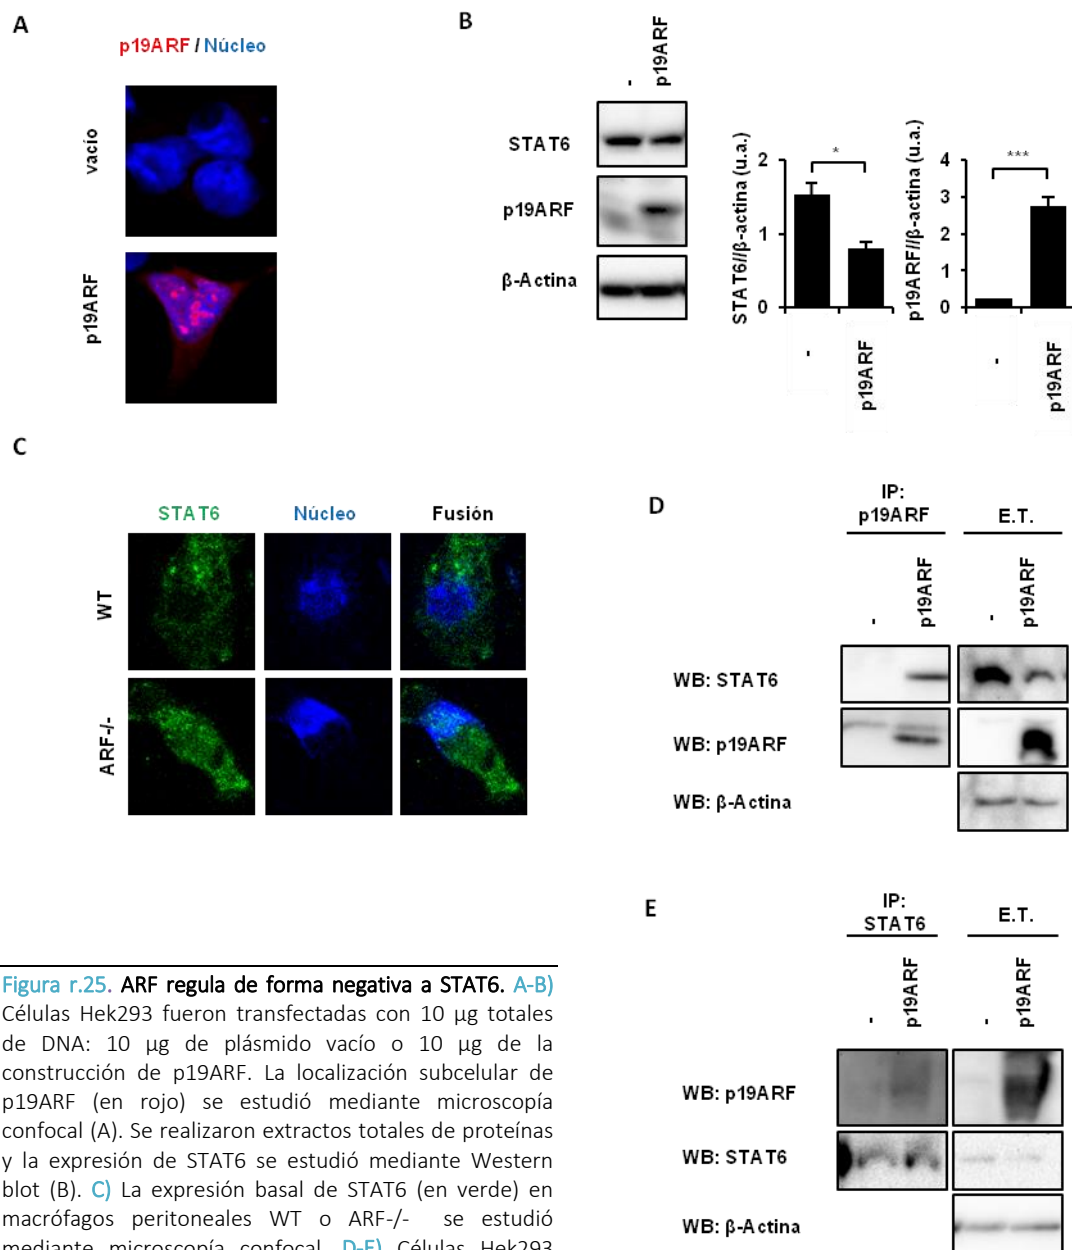 A
p19ARF / Núcleo
vacío
p19ARF
B
-
p19ARF
STAT6
p19ARF
β-Actina
STAT6//β-actina (u.a.)
2
1
0
*
-
p19ARF
p19ARF//β-actina (u.a.)
4
3
2
1
0
***
-
p19ARF
C
STAT6
Núcleo
Fusión
WT
ARF-/-
D
IP:
p19ARF
E.T.
-
p19ARF
-
p19ARF
WB: STAT6
WB: p19ARF
WB: β-Actina
E
IP:
STAT6
E.T.
-
p19ARF
-
p19ARF
WB: p19ARF
WB: STAT6
WB: β-Actina
Figura r.25. ARF regula de forma negativa a STAT6. A-B)
Células Hek293 fueron transfectadas con 10 µg totales
de DNA: 10 µg de plásmido vacío o 10 µg de la
construcción de p19ARF. La localización subcelular de
p19ARF (en rojo) se estudió mediante microscopía
confocal (A). Se realizaron extractos totales de proteínas
y la expresión de STAT6 se estudió mediante Western
blot (B). C) La expresión basal de STAT6 (en verde) en
macrófagos peritoneales WT o ARF-/- se estudió
mediante microscopía confocal. D-E) Células Hek293